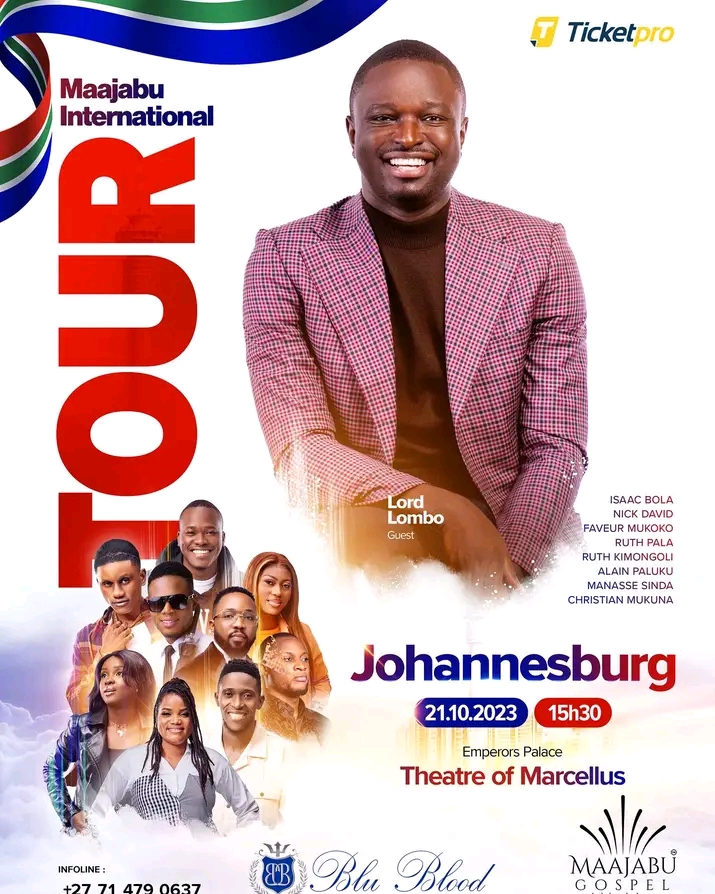 Ticketpro
Maajabu
International
TOUR
Lord
Lombo
Guest
ISAAC BOLA
NICK DAVID
FAVEUR MUKOKO
RUTH PALA
RUTH KIMONGOLI
ALAIN PALUKU
MANASSE SINDA
CHRISTIAN MUKUNA
Johannesburg
21.10.2023 15h30
Emperors Palace
Theatre of Marcellus
INFOLINE :
+27 71 479 0637
Blu Blood
MAAJABU
GOSPEL